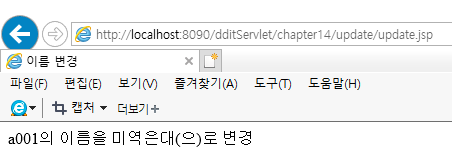 http://localhost:8090/dditServlet/chapter14/update/update.jsp
이름 변경
파일(F) 편집(E) 보기(V) 즐겨찾기(A) 도구(T) 도움말(H)
캡처 더보기+
a001의 이름을 미역은대(으)로 변경